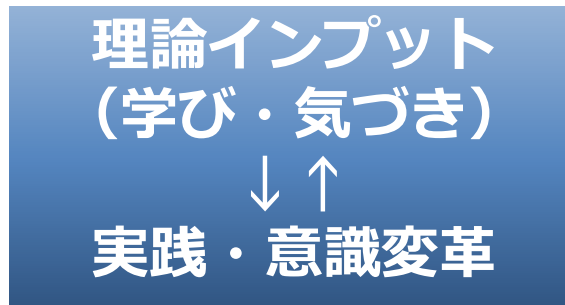 理論インプット
（学び・気づき）
↓↑
実践・意識変革